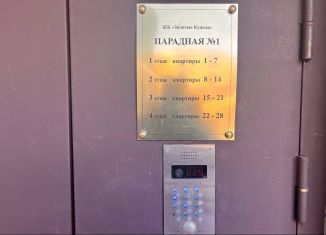 ЖК «Золотые Купола»
ПАРАДНАЯ №1
1 этаж квартиры 1 - 7
2 этаж квартиры 8 - 14
3 этаж квартиры 15 - 21
4 этаж квартиры 22 - 28